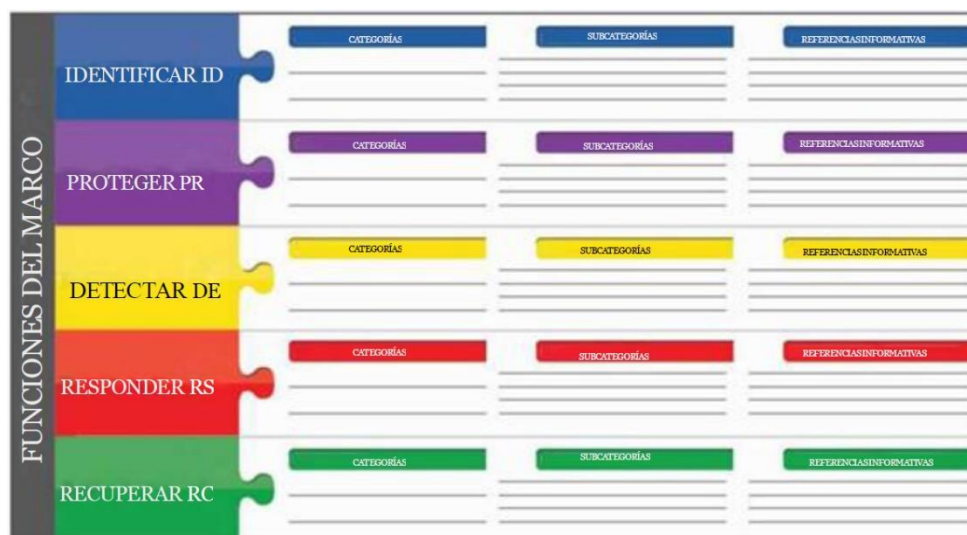 FUNCIONES DEL MARCO
IDENTIFICAR ID
CATEGORÍAS
SUBCATEGORÍAS
REFERENCIASINFORMATIVAS
PROTEGER PR
CATEGORÍAS
SUBCATEGORÍAS
REFERENCIASINFORMATIVAS
DETECTAR DE
CATEGORÍAS
SUBCATEGORÍAS
REFERENCIASINFORMATIVAS
RESPONDER RS
CATEGORÍAS
SUBCATEGORÍAS
REFERENCIASINFORMATIVAS
RECUPERAR RC
CATEGORÍAS
SUBCATEGORÍAS
REFERENCIASINFORMATIVAS